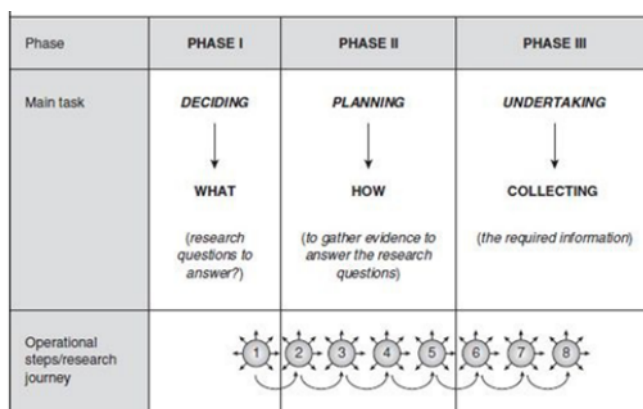 Phase
PHASE I
PHASE II
PHASE III
Main task
DECIDING
PLANNING
UNDERTAKING
WHAT
HOW
COLLECTING
(research
questions to
answer?)
(to gather evidence to
answer the research
questions)
(the required information)
Operational
steps/research
journey
1 2 3 4 5 6 7 8